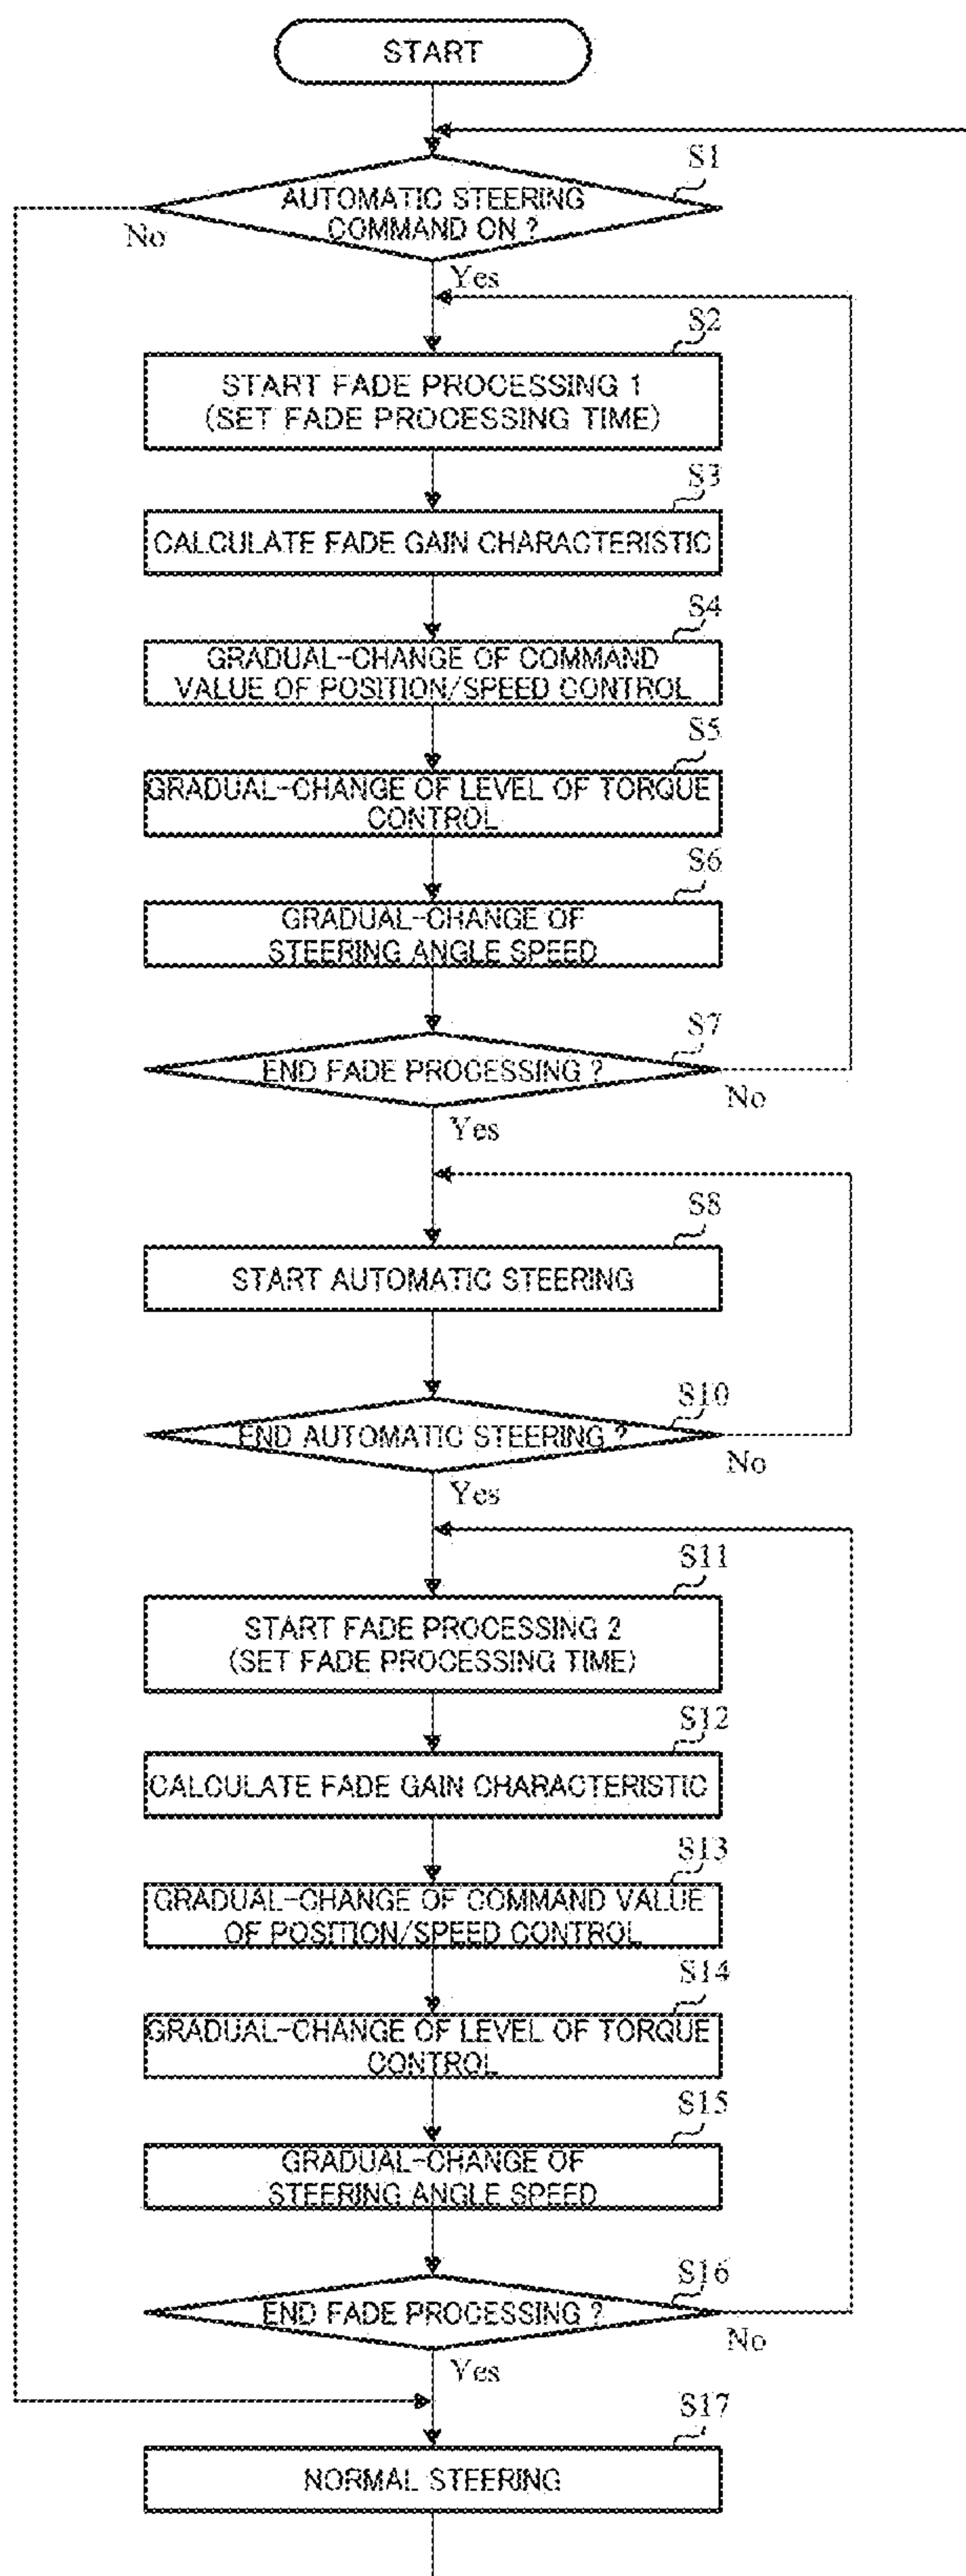 START
S1
AUTOMATIC STEERING
COMMAND ON ?
No
Yes
S2
START FADE PROCESSING 1
(SET FADE PROCESSING TIME)
S3
CALCULATE FADE GAIN CHARACTERISTIC
S4
GRADUAL-CHANGE OF COMMAND
VALUE OF POSITION/SPEED CONTROL
S5
GRADUAL-CHANGE OF LEVEL OF TORQUE
CONTROL
S6
GRADUAL-CHANGE OF
STEERING ANGLE SPEED
S7
END FADE PROCESSING ?
No
Yes
S8
START AUTOMATIC STEERING
S10
END AUTOMATIC STEERING ?
No
Yes
S11
START FADE PROCESSING 2
(SET FADE PROCESSING TIME)
S12
CALCULATE FADE GAIN CHARACTERISTIC
S13
GRADUAL-CHANGE OF COMMAND VALUE
OF POSITION/SPEED CONTROL
S14
GRADUAL-CHANGE OF LEVEL OF TORQUE
CONTROL
S15
GRADUAL-CHANGE OF
STEERING ANGLE SPEED
S16
END FADE PROCESSING ?
No
Yes
S17
NORMAL STEERING